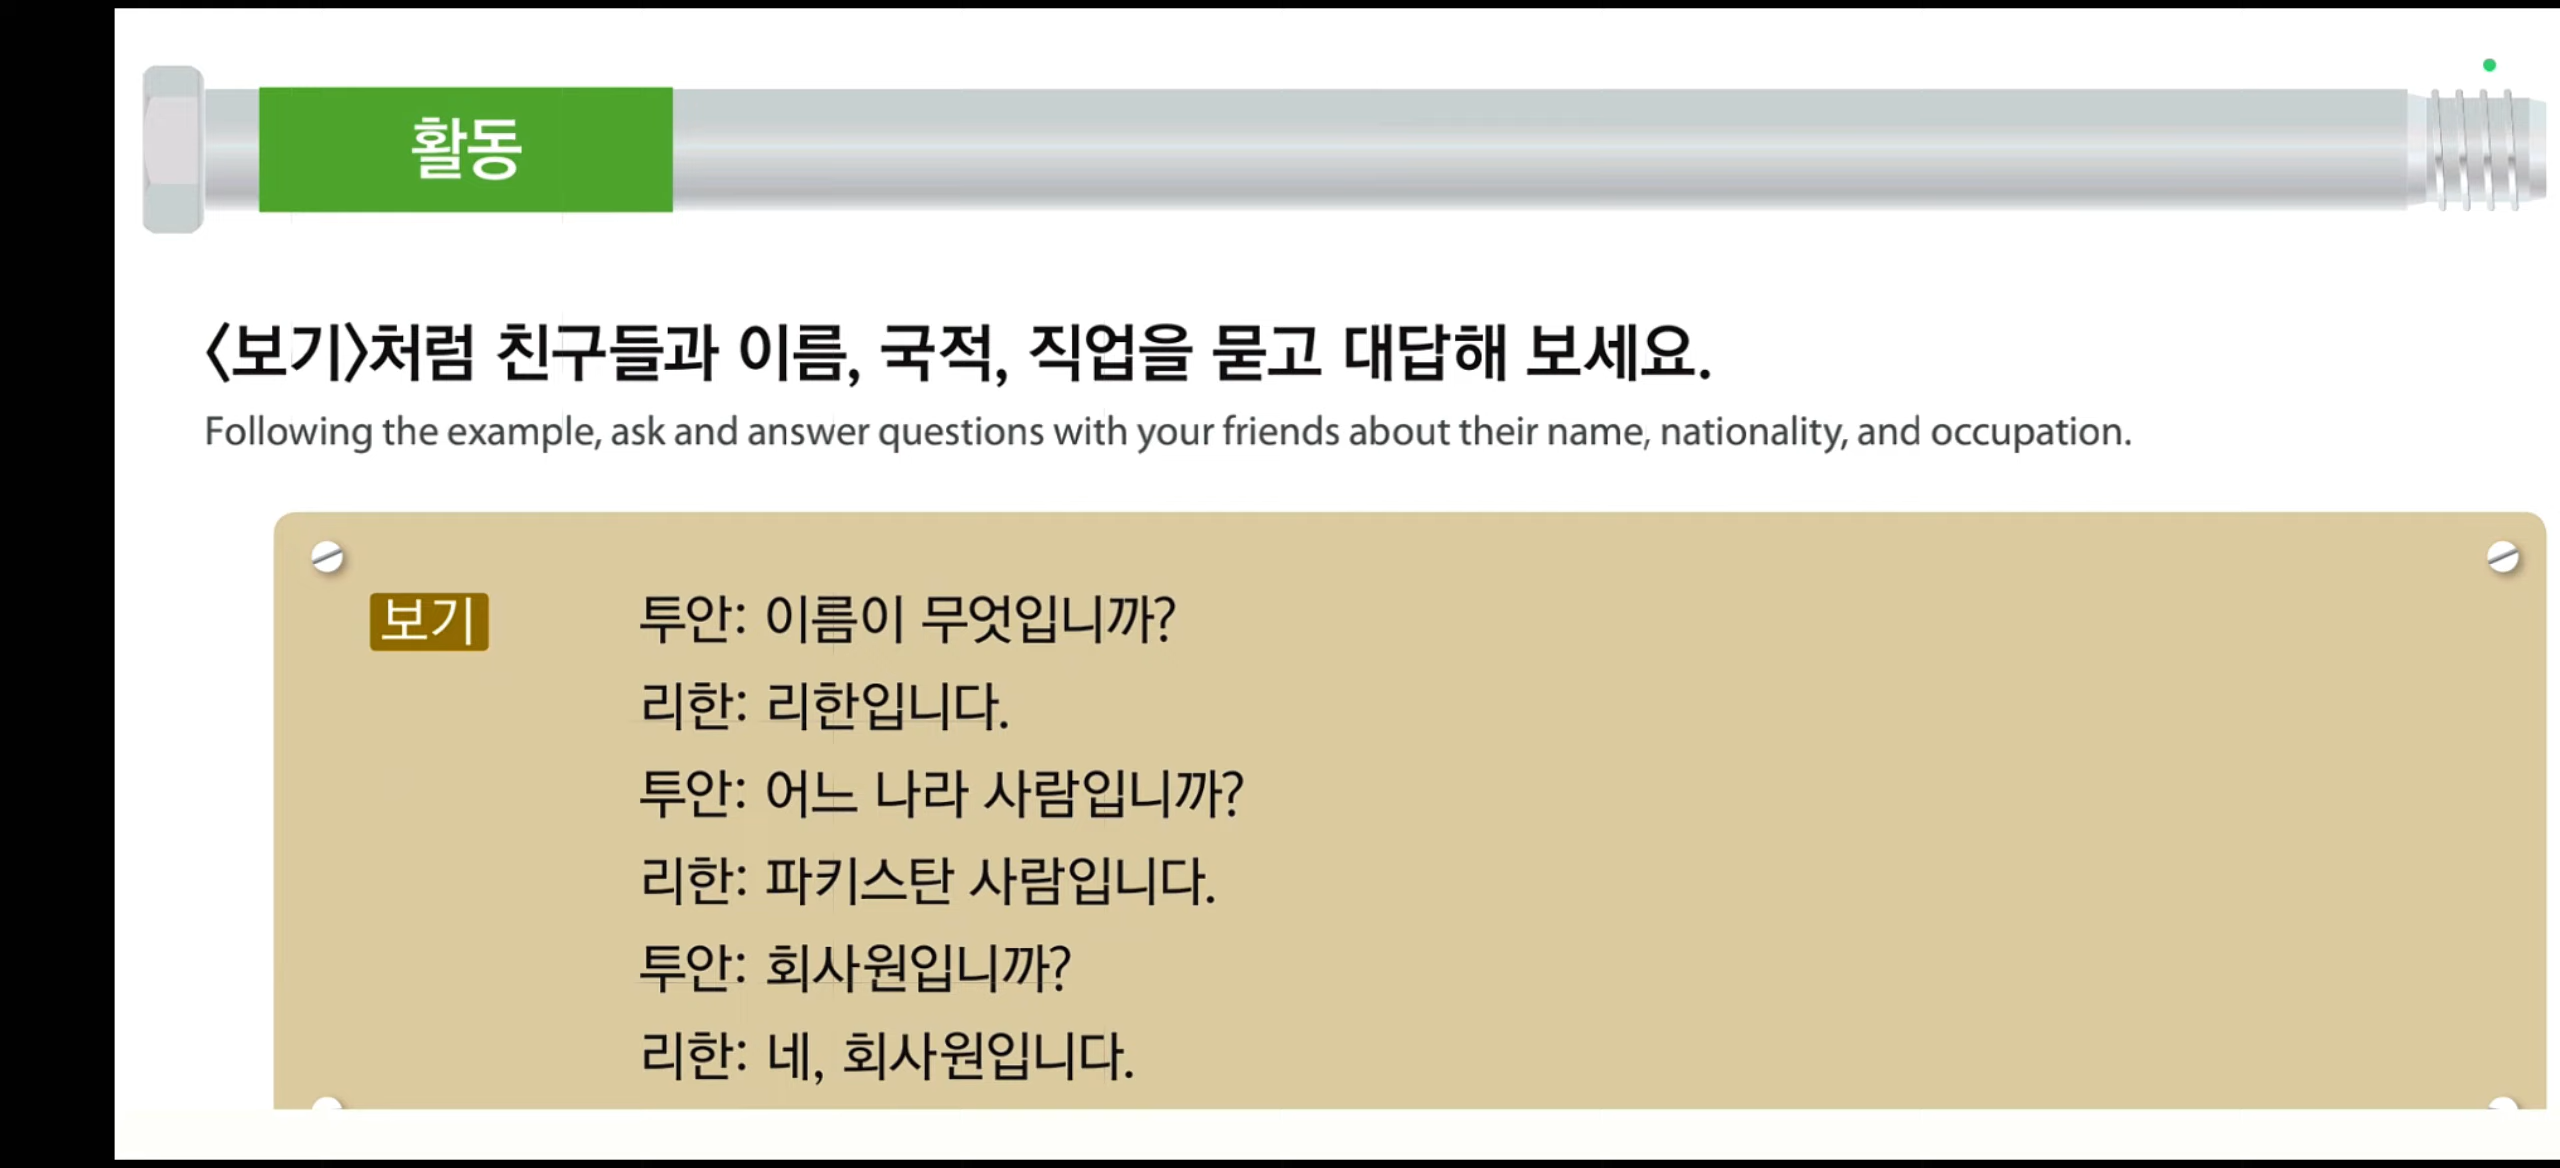 활동
〈보기〉처럼 친구들과 이름, 국적, 직업을 묻고 대답해 보세요.
Following the example, ask and answer questions with your friends about their name, nationality, and occupation.
보기
투안: 이름이 무엇입니까?
리한: 리한입니다.
투안: 어느 나라 사람입니까?
리한: 파키스탄 사람입니다.
투안: 회사원입니까?
리한: 네, 회사원입니다.